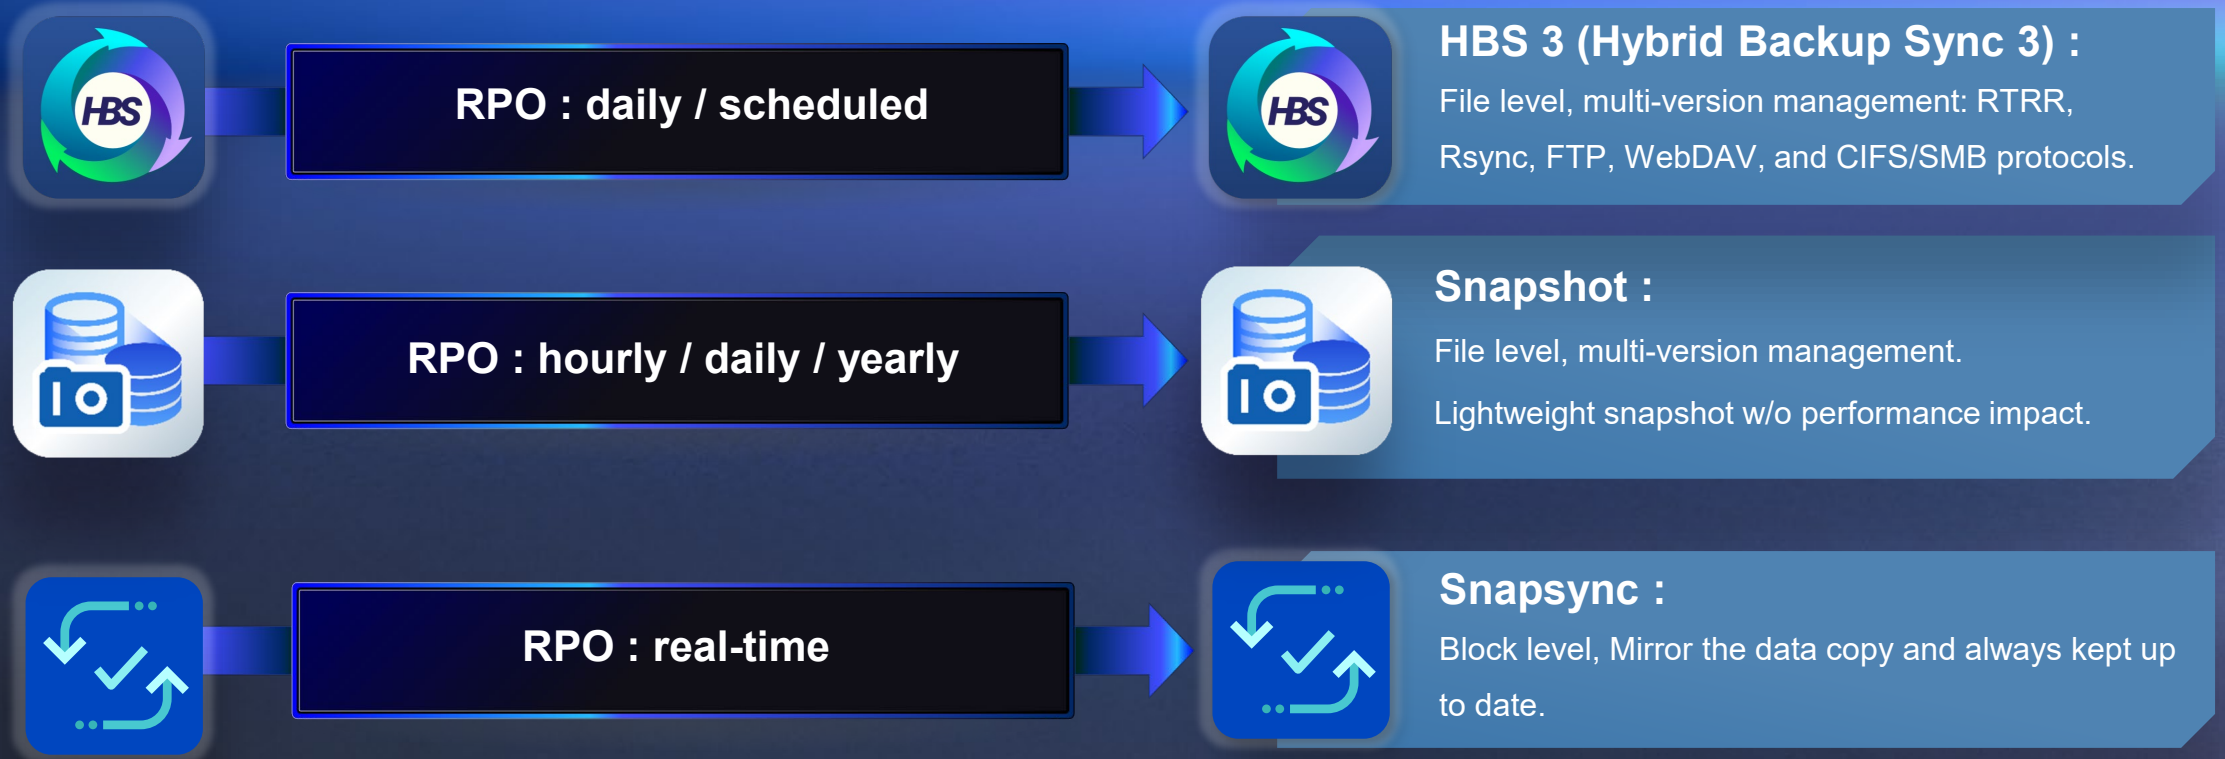 HBS
RPO : daily / scheduled
HBS
HBS 3 (Hybrid Backup Sync 3) :
File level, multi-version management: RTRR,
Rsync, FTP, WebDAV, and CIFS/SMB protocols.
RPO : hourly / daily / yearly
Snapshot :
File level, multi-version management.
Lightweight snapshot w/o performance impact.
RPO : real-time
Snapsync :
Block level, Mirror the data copy and always kept up
to date.